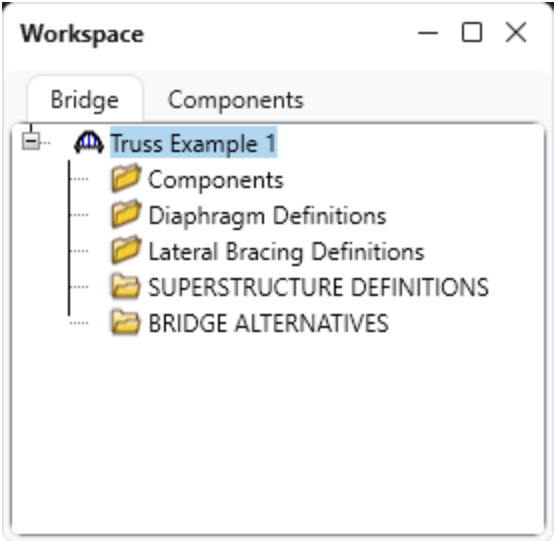 Workspace
Bridge Components
Truss Example 1
Components
Diaphragm Definitions
Lateral Bracing Definitions
SUPERSTRUCTURE DEFINITIONS
BRIDGE ALTERNATIVES